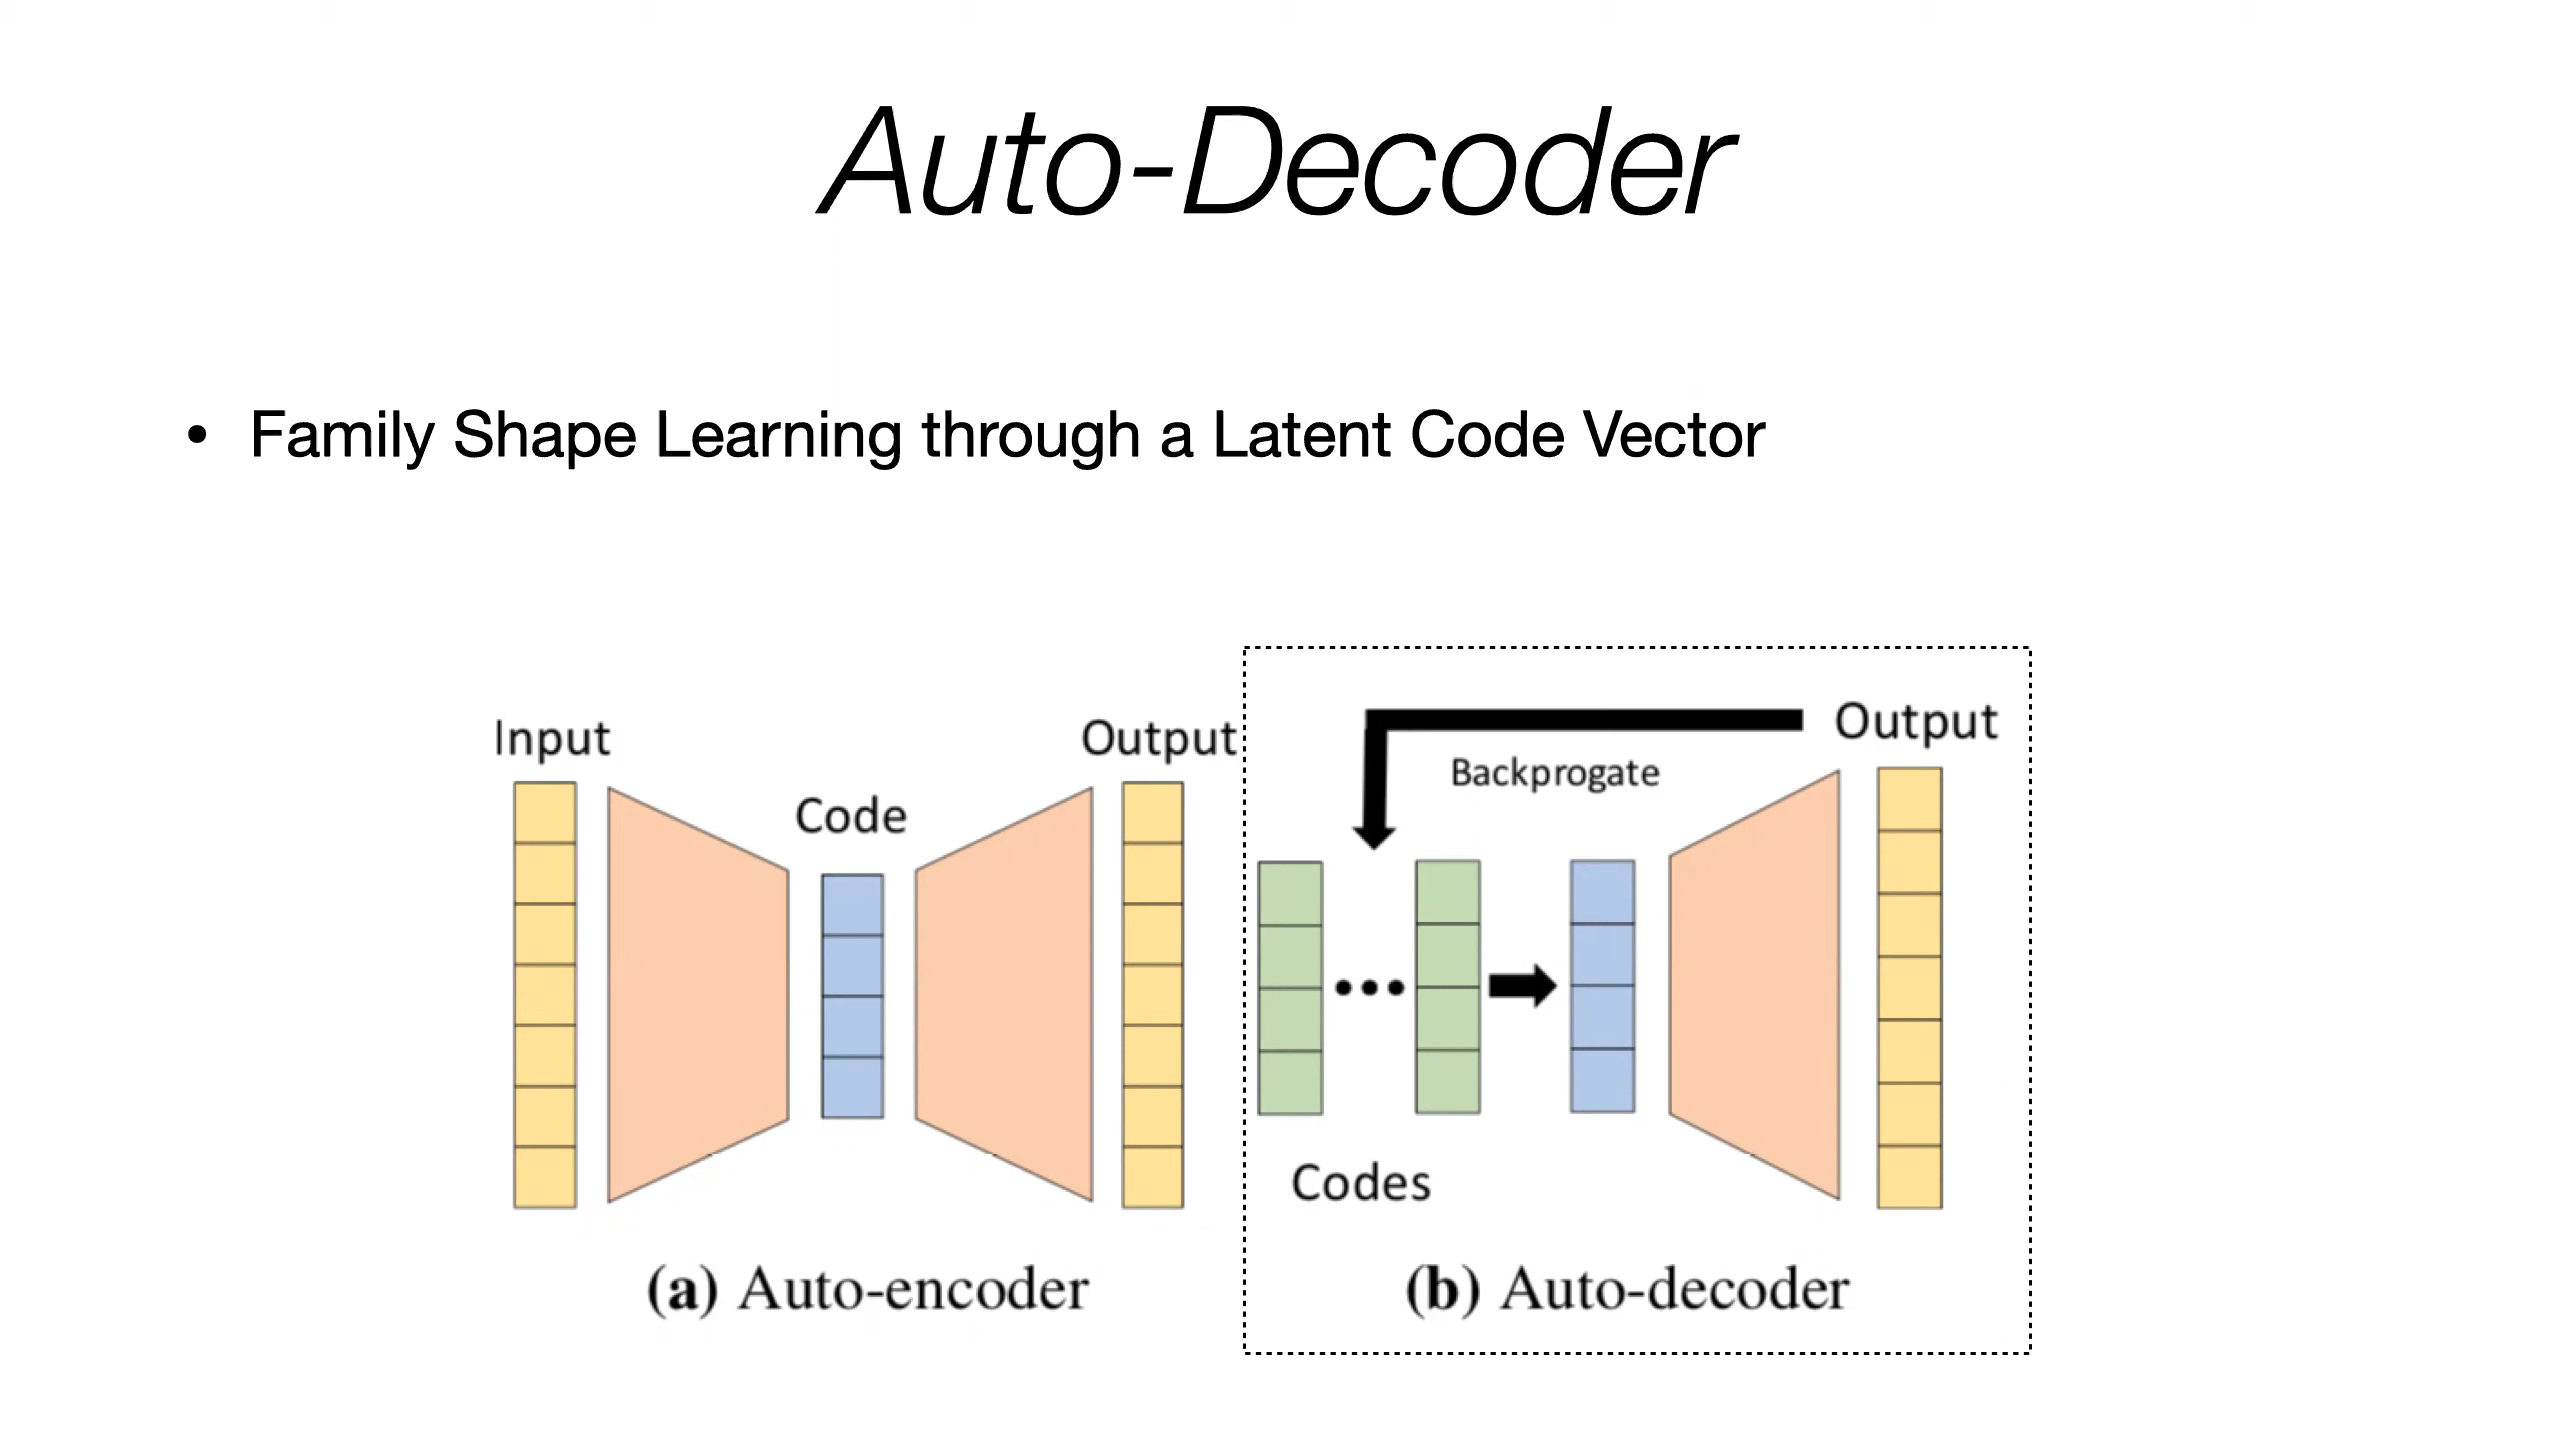 Auto-Decoder
• Family Shape Learning through a Latent Code Vector
Input
Code
Output
Backprogate
Output
Codes
(a) Auto-encoder
(b) Auto-decoder